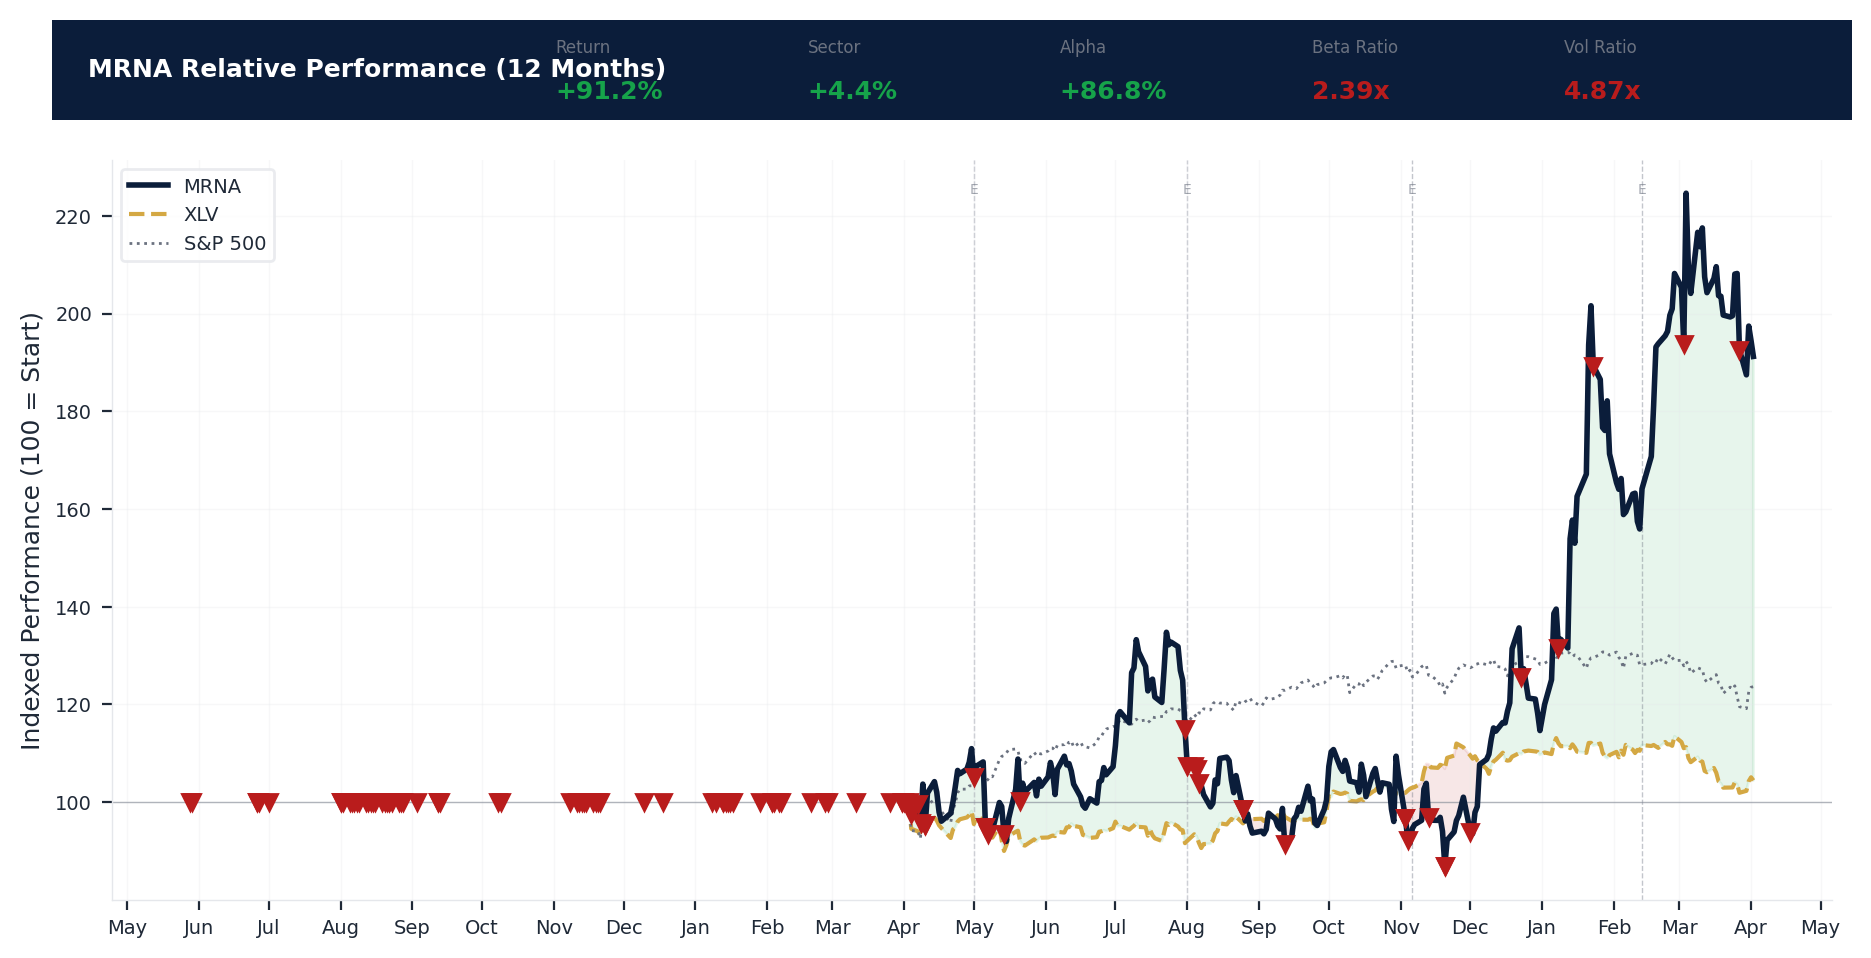 MRNA Relative Performance (12 Months)
Return
+91.2%
Sector
+4.4%
Alpha
+86.8%
Beta Ratio
2.39x
Vol Ratio
4.87x
MRNA
XLV
S&P 500
E E E E
Indexed Performance (100 = Start)
220
200
180
160
140
120
100
May Jun Jul Aug Sep Oct Nov Dec Jan Feb Mar Apr May Jun Jul Aug Sep Oct Nov Dec Jan Feb Mar Apr May